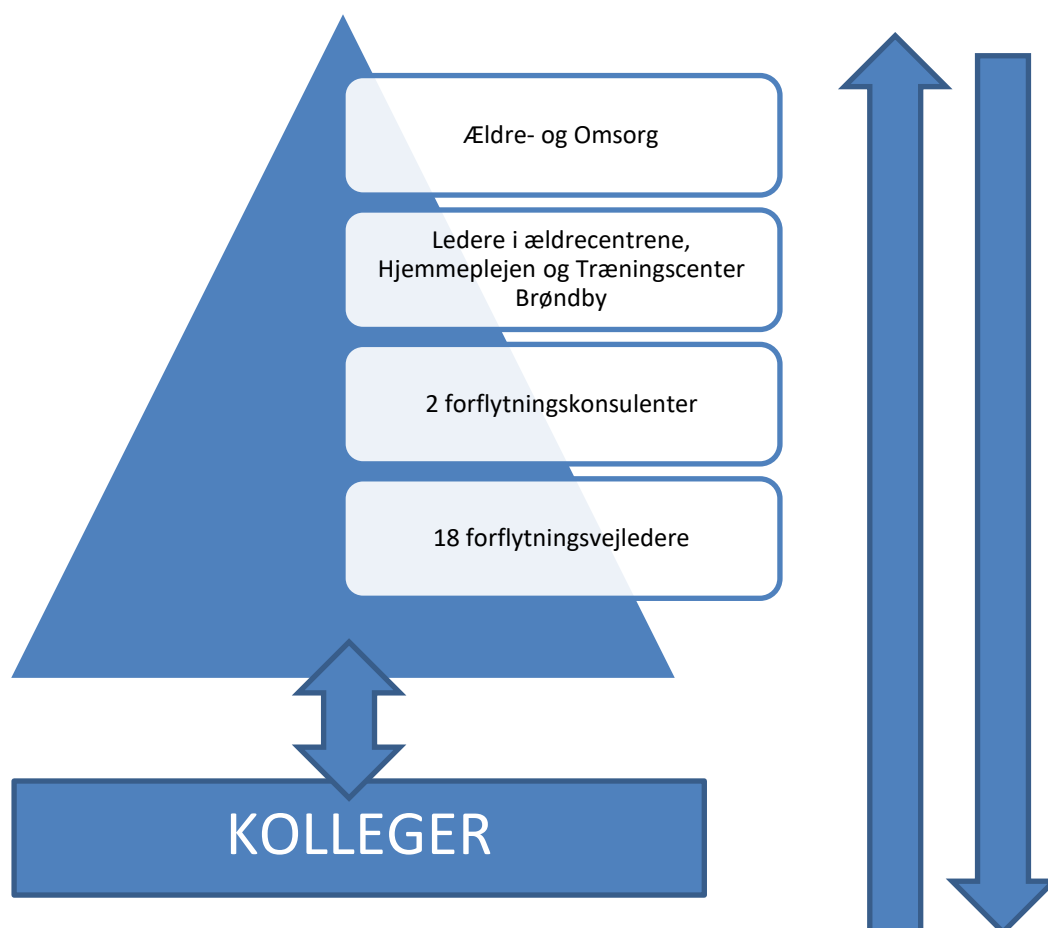 Ældre- og Omsorg
Ledere i ældrecentrene,
Hjemmeplejen og Træningscenter
Brøndby
2 forflytningskonsulenter
18 forflytningsvejledere
KOLLEGER